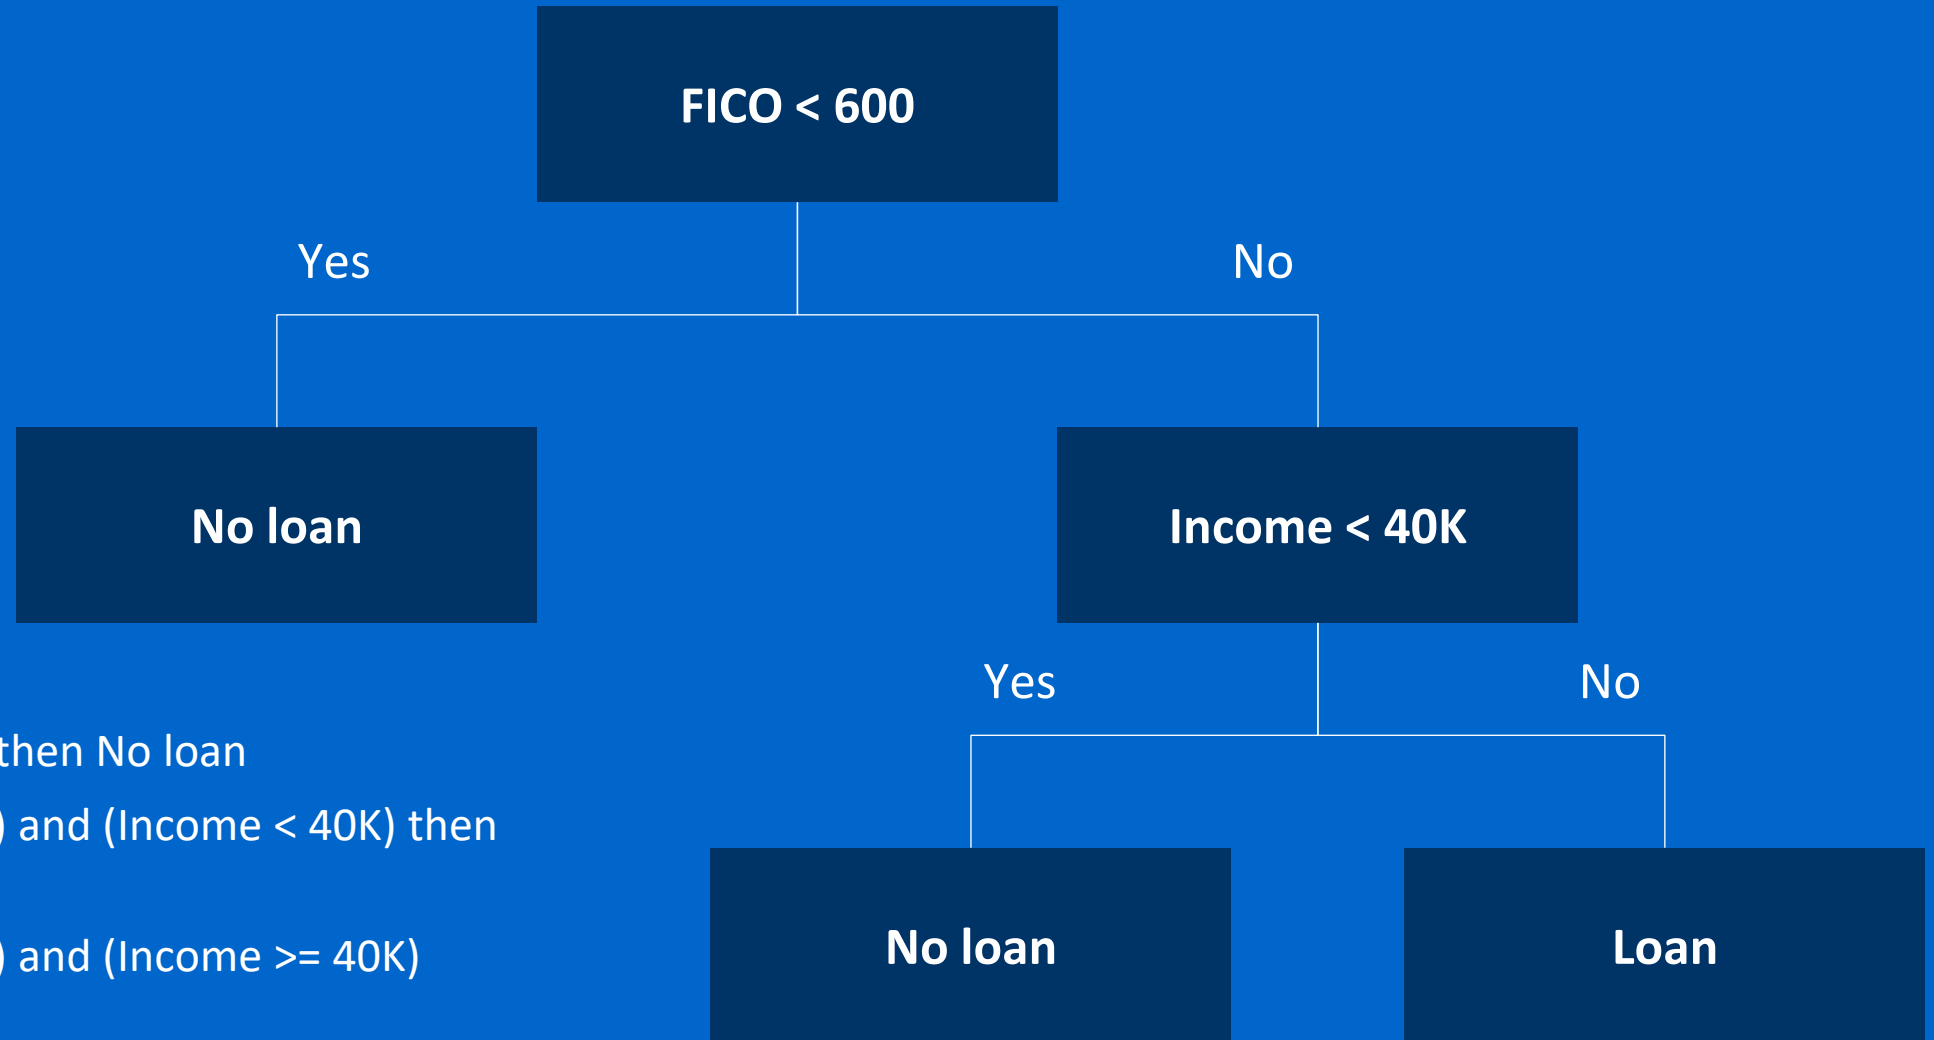 FICO < 600
Yes
No
No loan
Income < 40K
Yes
No
then No loan
) and (Income < 40K) then
) and (Income >= 40K)
No loan
Loan